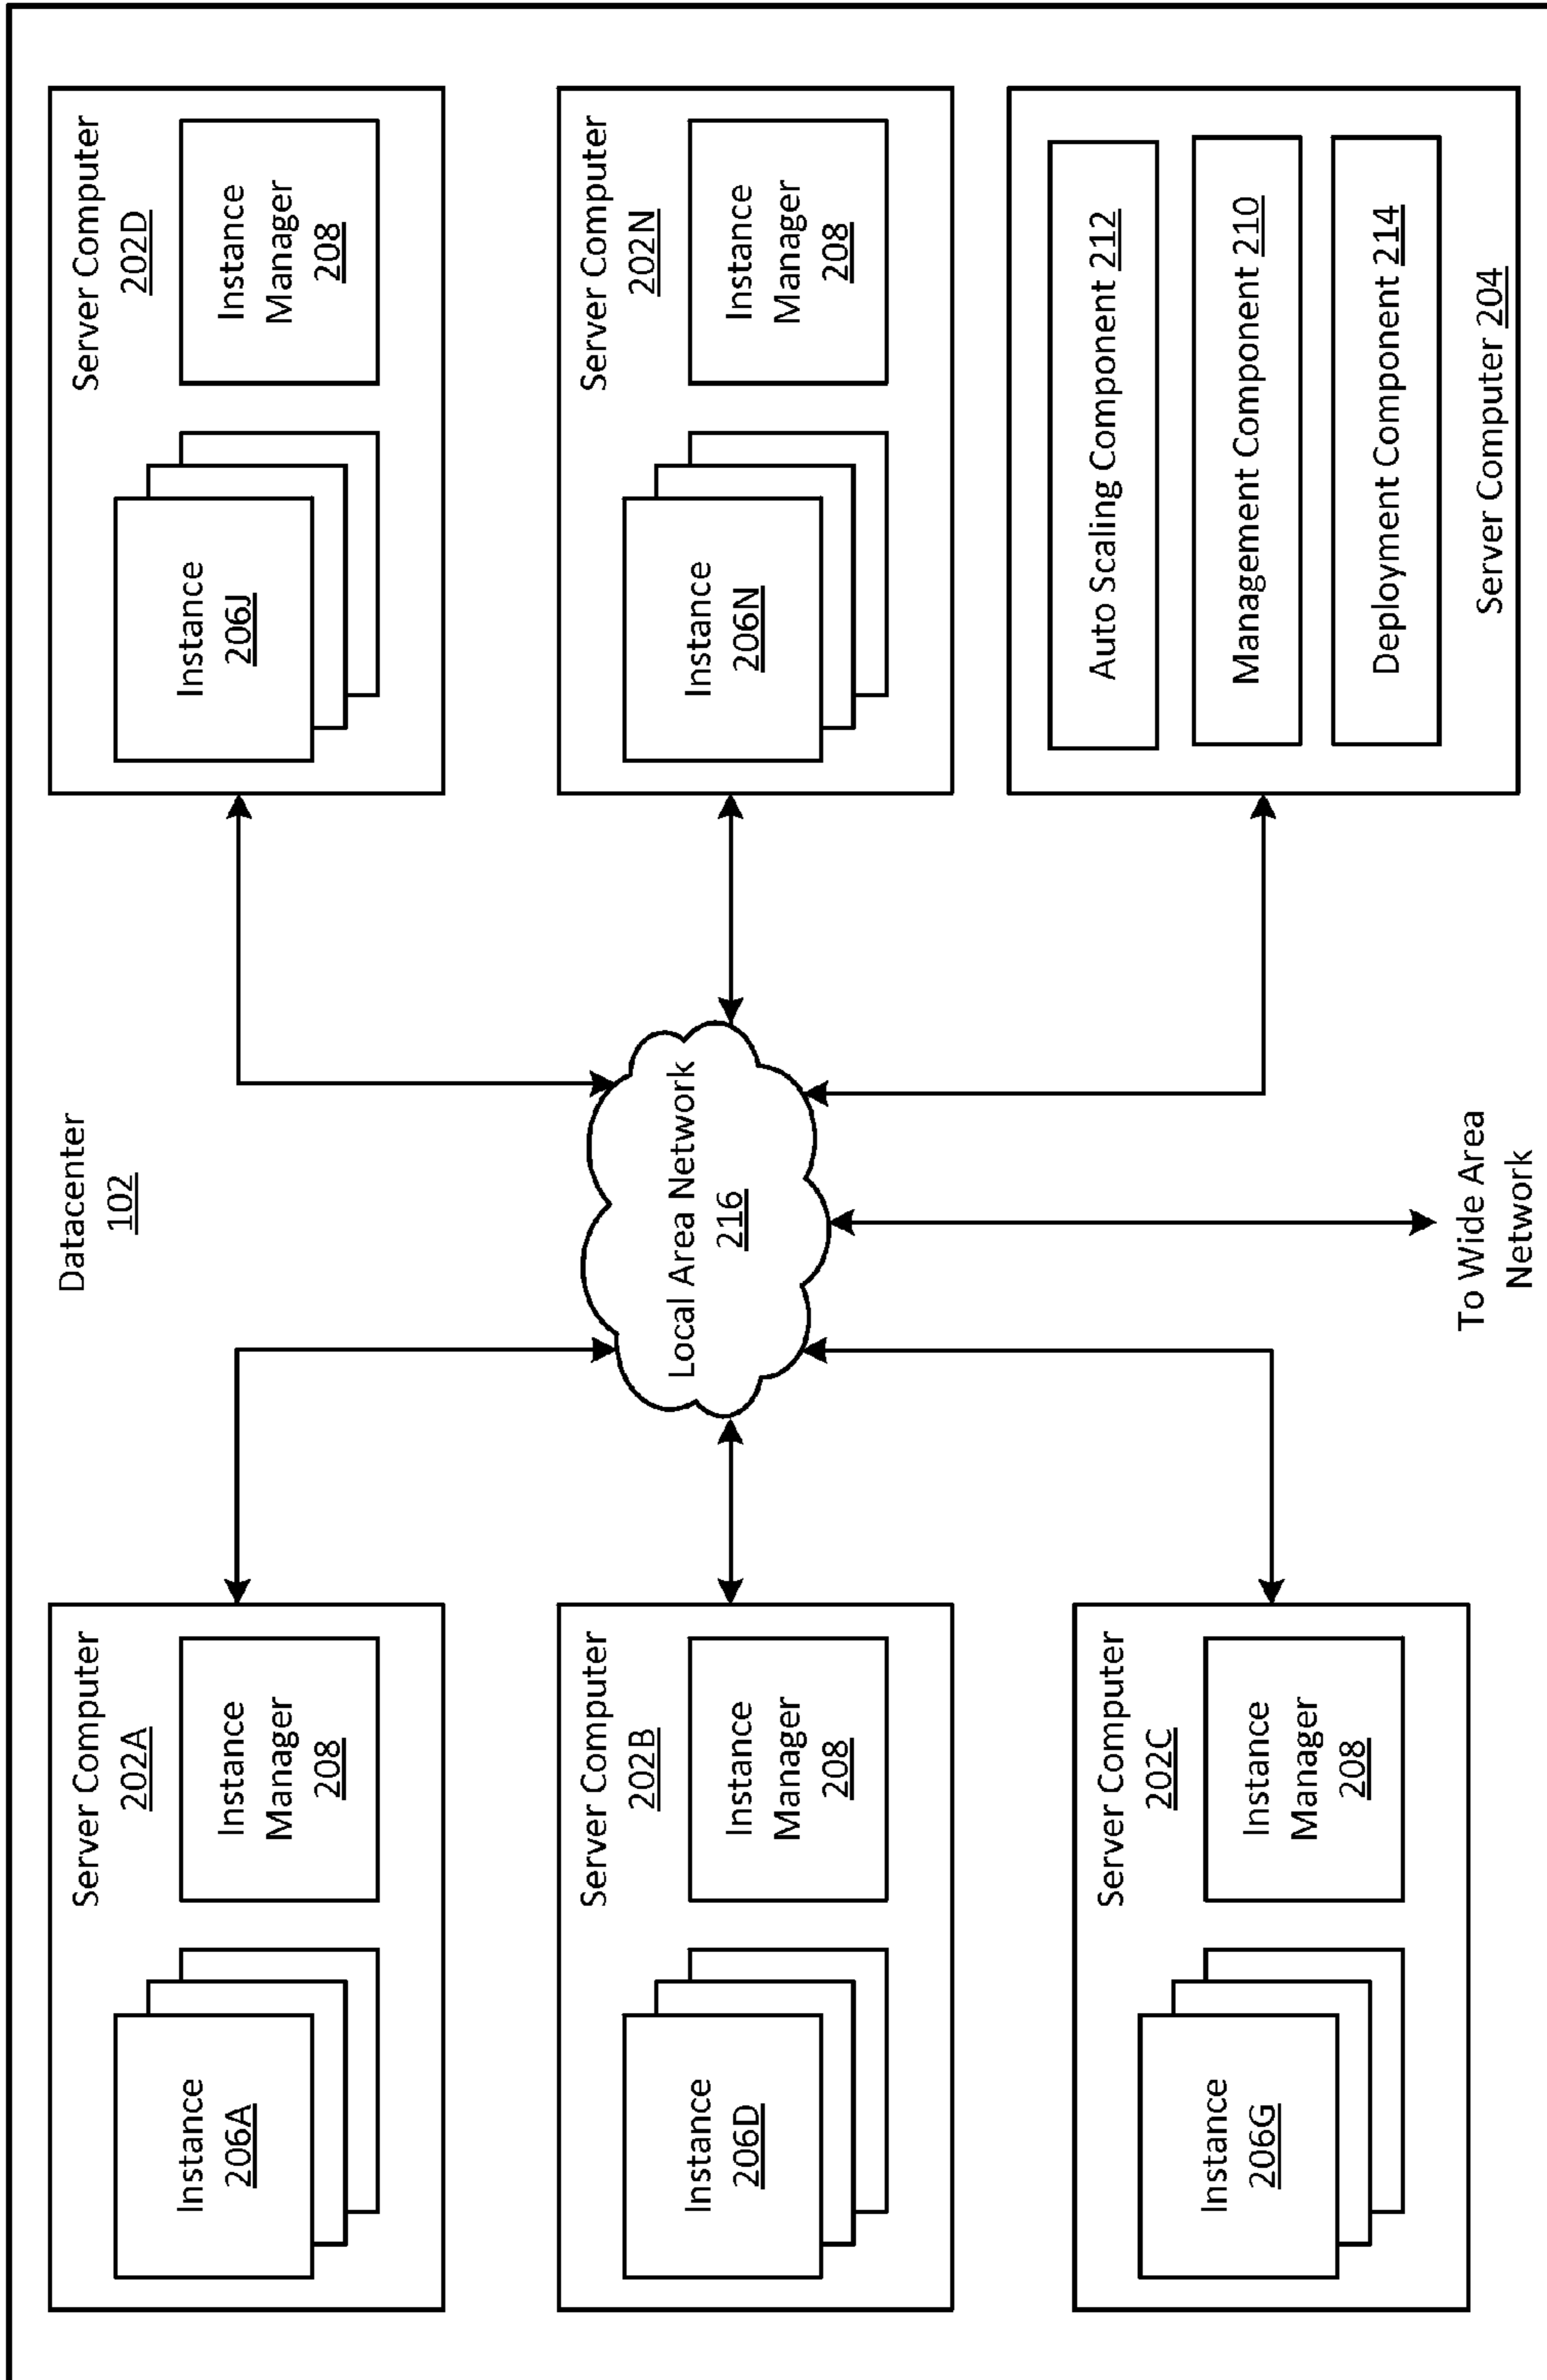 Datacenter
102
Server Computer
202A
Instance
206A
Instance
Manager
208
Server Computer
202B
Instance
206D
Instance
Manager
208
Server Computer
202C
Instance
206G
Instance
Manager
208
Local Area Network
216
To Wide Area
Network
Server Computer
202D
Instance
206J
Instance
Manager
208
Server Computer
202N
Instance
206N
Instance
Manager
208
Auto Scaling Component 212
Management Component 210
Deployment Component 214
Server Computer 204